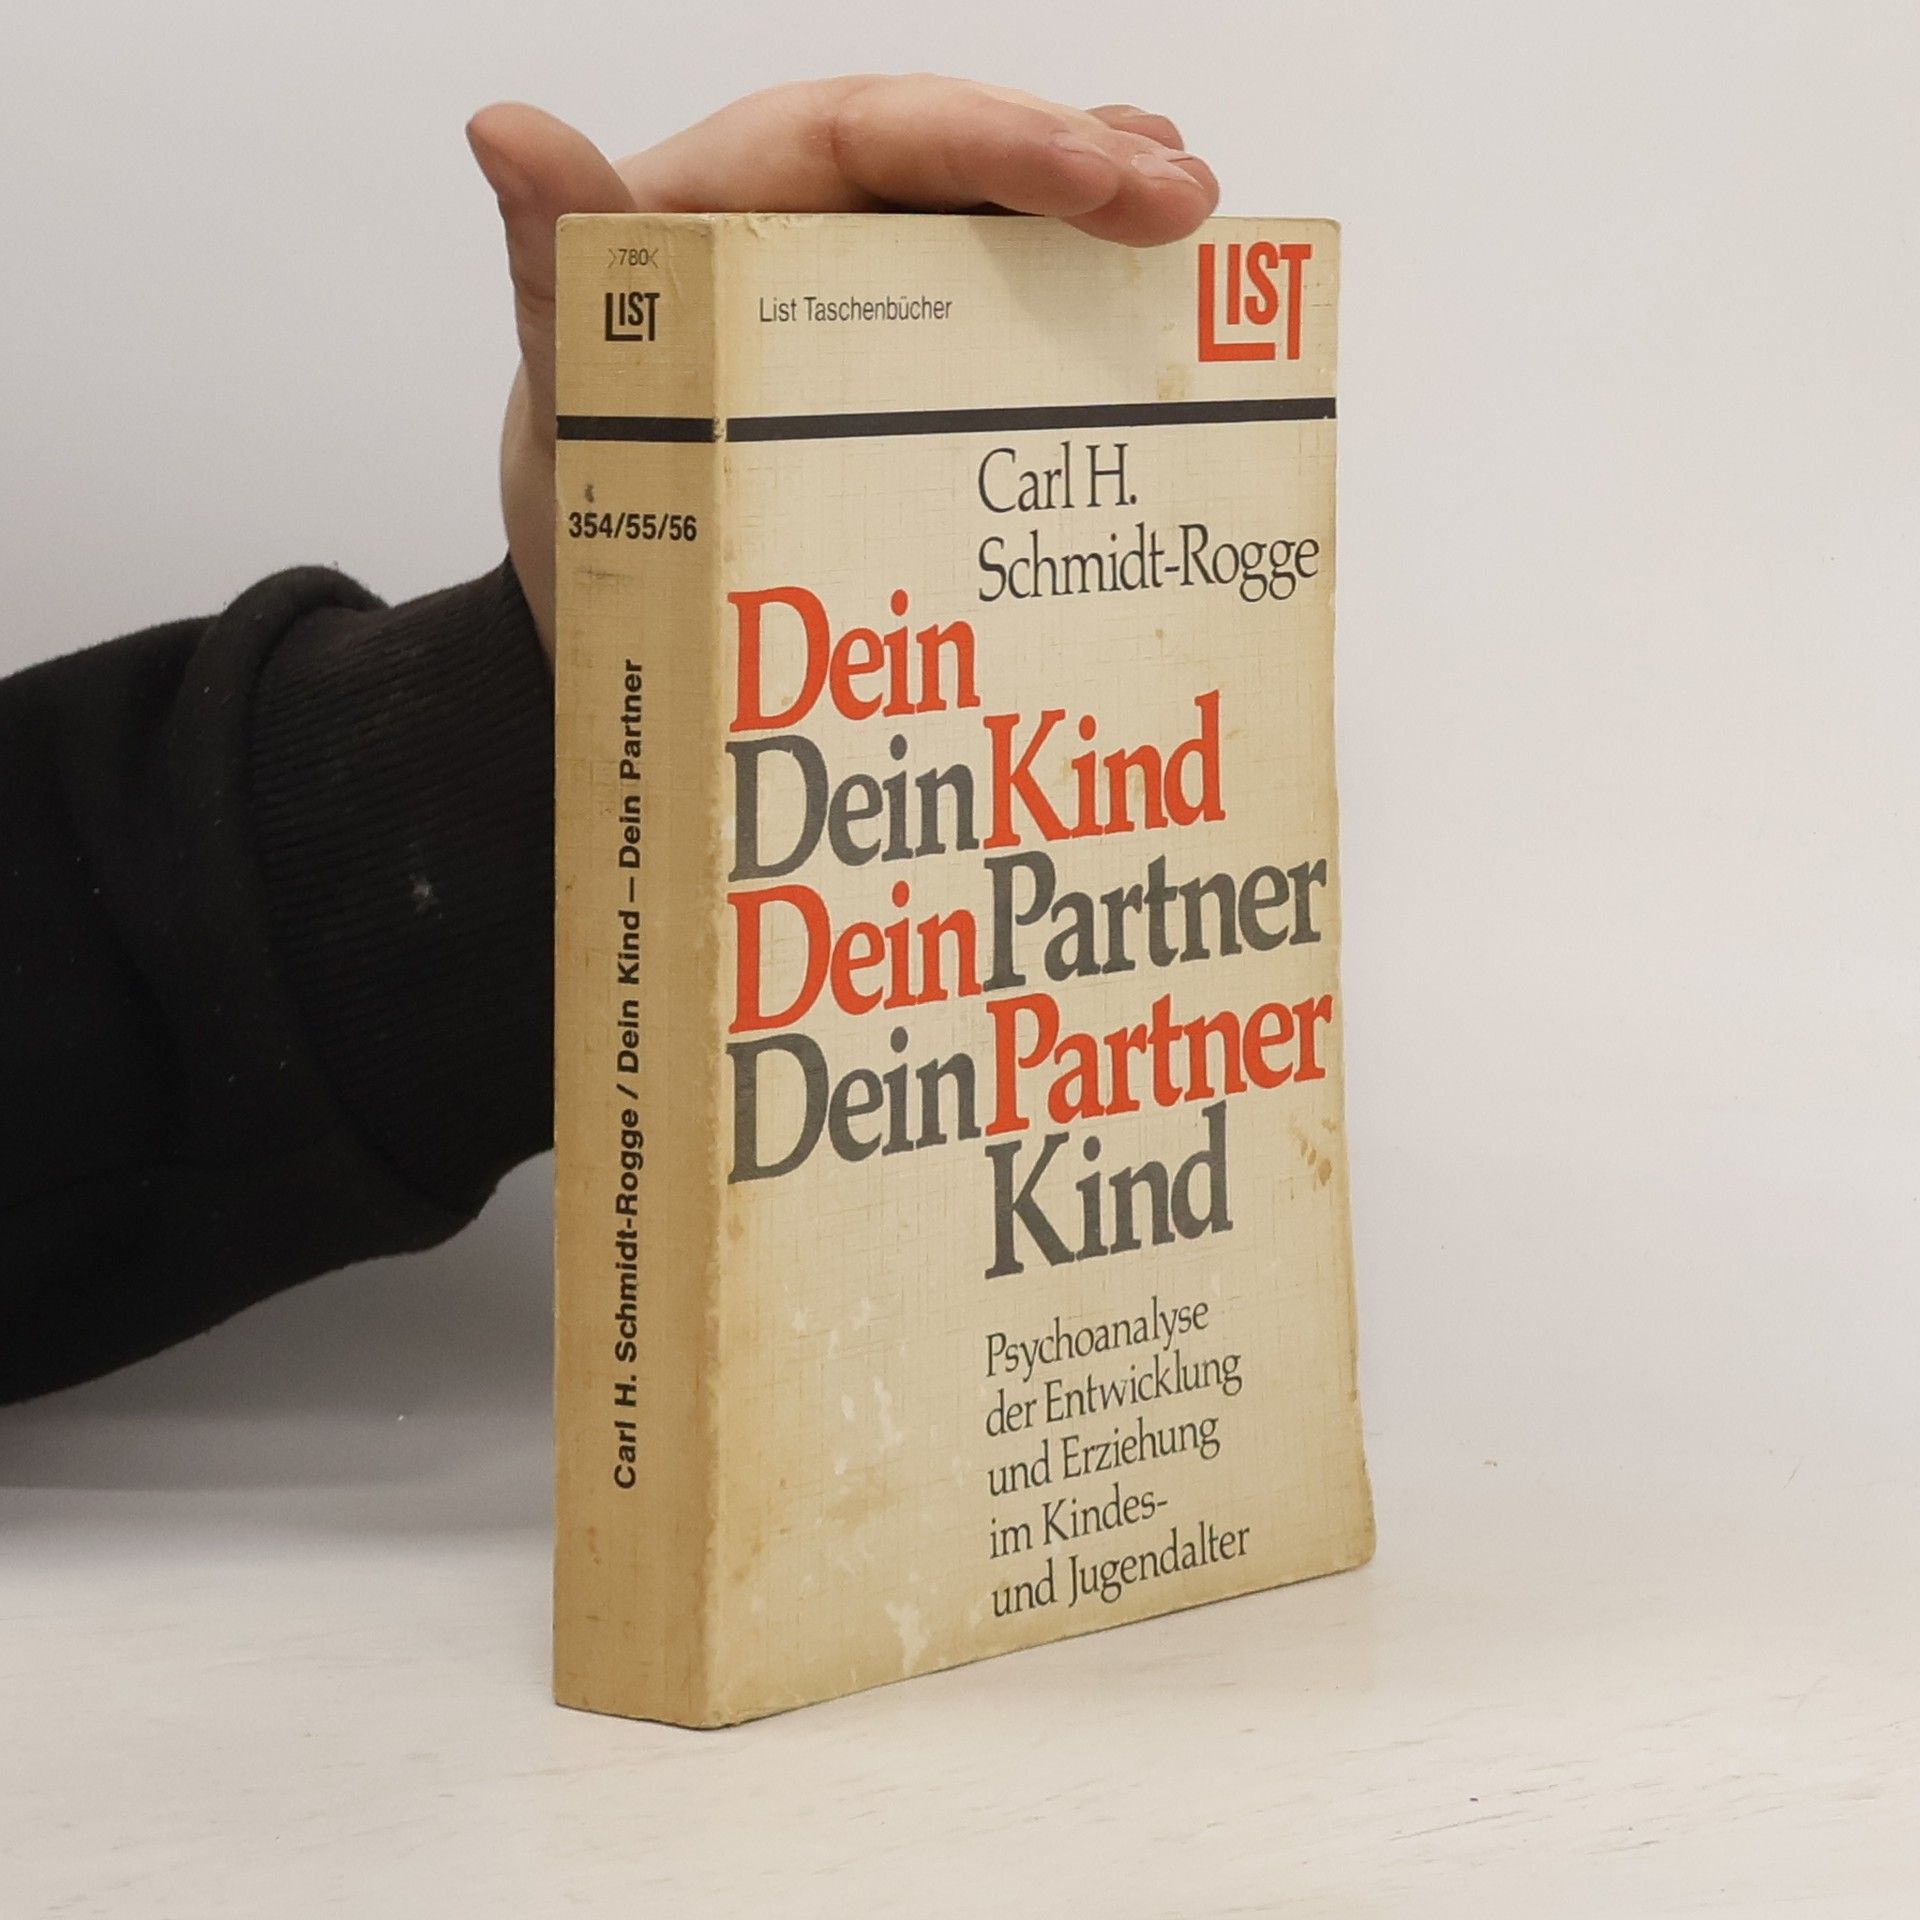 >780<
LIST
354/55/56
Carl H. Schmidt-Rogge / Dein Kind – Dein Partner
List Taschenbücher
LIST
Carl H.
Schmidt-Rogge
Dein
Dein Kind
Dein Partner
Dein Partner
Kind
Psychoanalyse
der Entwicklung
und Erziehung
im Kindes-
und Jugendalter